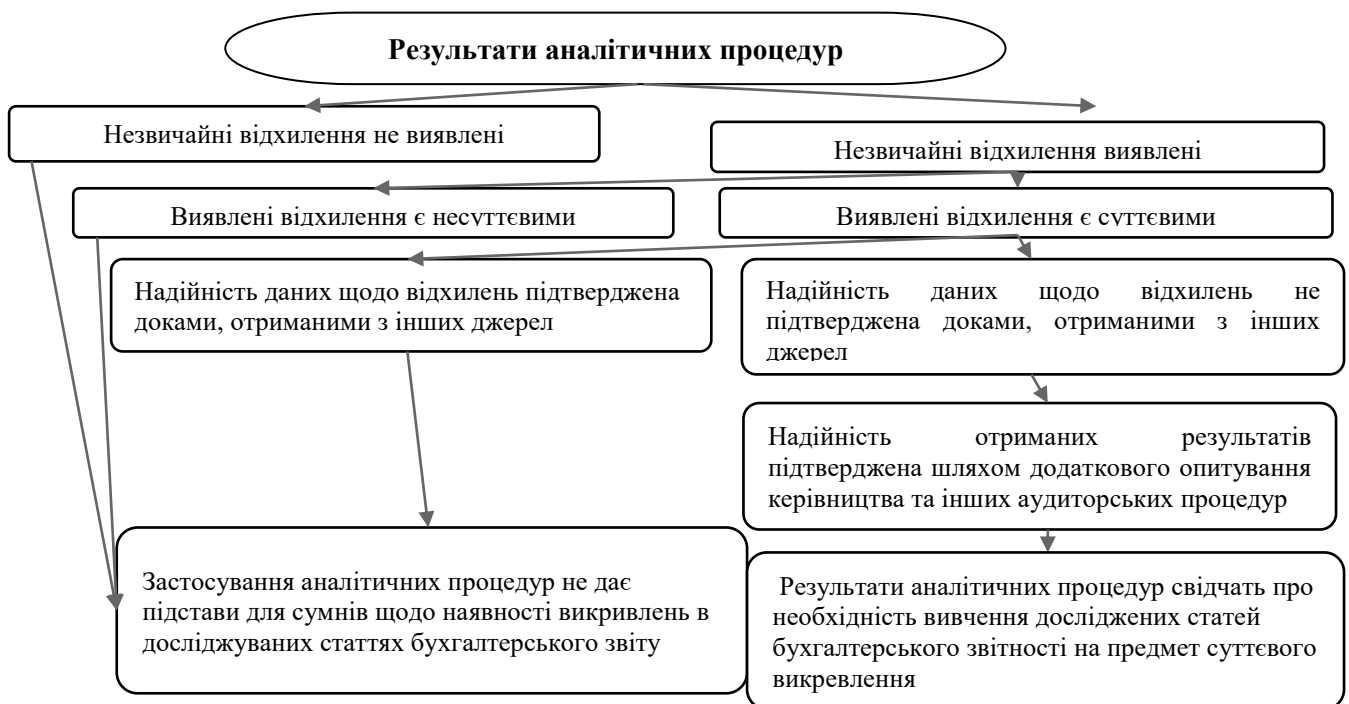 Результати аналітичних процедур
Незвичайні відхилення не виявлені
Незвичайні відхилення виявлені
Виявлені відхилення є несуттєвими
Виявлені відхилення є суттєвими
Надійність даних щодо відхилень підтверджена
доками, отриманими з інших джерел
Надійність даних щодо відхилень не
підтверджена доками, отриманими з інших
джерел
Надійність отриманих результатів
підтверджена шляхом додаткового опитування
керівництва та інших аудиторських процедур
Застосування аналітичних процедур не дає
підстави для сумнів щодо наявності викривлень в
досліджуваних статтях бухгалтерського звіту
Результати аналітичних процедур свідчать про
необхідність вивчення досліджених статей
бухгалтерського звітності на предмет суттєвого
викревлення